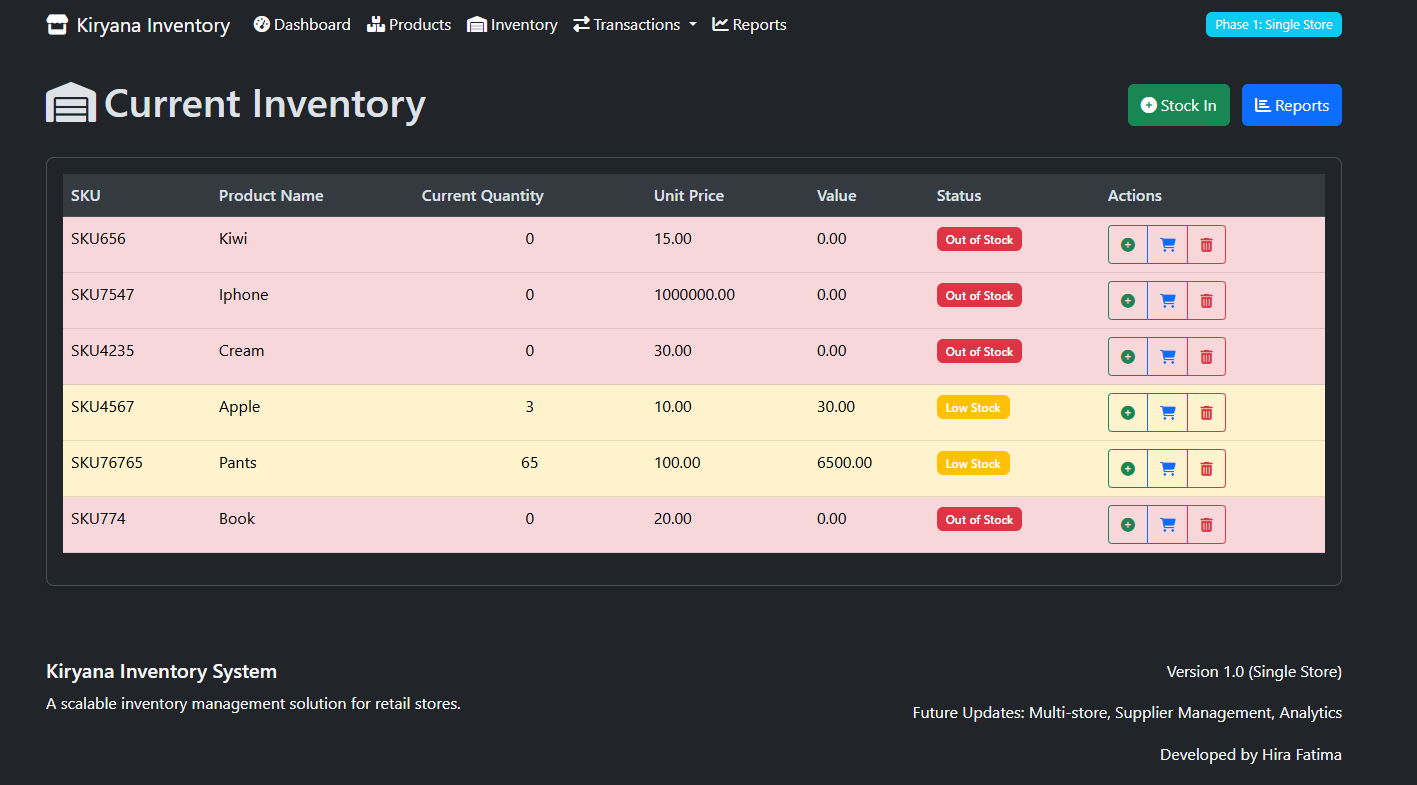 Kiryana Inventory Dashboard Products Inventory Transactions Reports Phase 1: Single Store
Current Inventory Stock In Reports
SKU Product Name Current Quantity Unit Price Value Status Actions
SKU656 Kiwi 0 15.00 0.00 Out of Stock
SKU7547 Iphone 0 1000000.00 0.00 Out of Stock
SKU4235 Cream 0 30.00 0.00 Out of Stock
SKU4567 Apple 3 10.00 30.00 Low Stock
SKU76765 Pants 65 100.00 6500.00 Low Stock
SKU774 Book 0 20.00 0.00 Out of Stock
Kiryana Inventory System
A scalable inventory management solution for retail stores.
Version 1.0 (Single Store)
Future Updates: Multi-store, Supplier Management, Analytics
Developed by Hira Fatima